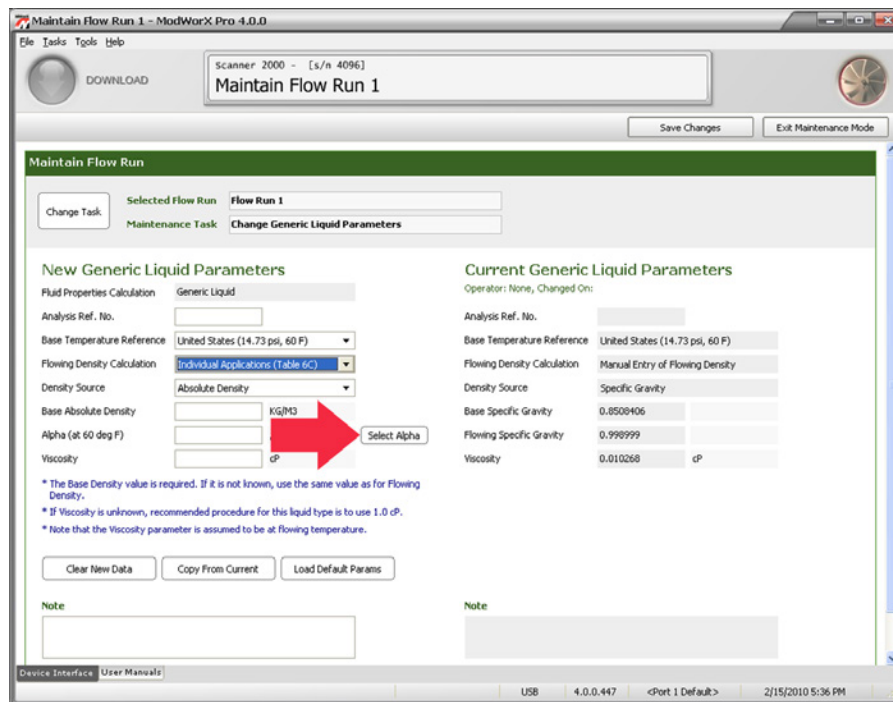 Maintain Flow Run 1 - ModWorX Pro 4.0.0
File Tasks Tools Help
DOWNLOAD
Scanner 2000 - [s/n 4096]
Maintain Flow Run 1
Save Changes
Exit Maintenance Mode
Maintain Flow Run
Change Task
Selected Flow Run Flow Run 1
Maintenance Task Change Generic Liquid Parameters
New Generic Liquid Parameters
Fluid Properties Calculation Generic Liquid
Analysis Ref. No.
Base Temperature Reference United States (14.73 psi, 60 F)
Flowing Density Calculation Individual Applications (Table 6C)
Density Source Absolute Density
Base Absolute Density KG/M3
Alpha (at 60 deg F) Select Alpha
Viscosity cP
* The Base Density value is required. If it is not known, use the same value as for Flowing
Density.
* If Viscosity is unknown, recommended procedure for this liquid type is to use 1.0 cP.
* Note that the Viscosity parameter is assumed to be at flowing temperature.
Clear New Data Copy From Current Load Default Params
Note
Current Generic Liquid Parameters
Operator: None, Changed On:
Analysis Ref. No.
Base Temperature Reference United States (14.73 psi, 60 F)
Flowing Density Calculation Manual Entry of Flowing Density
Density Source Specific Gravity
Base Specific Gravity 0.8508406
Flowing Specific Gravity 0.998999
Viscosity 0.010268 cP
Note
Device Interface User Manuals
USB 4.0.0.447 <Port 1 Default> 2/15/2010 5:36 PM